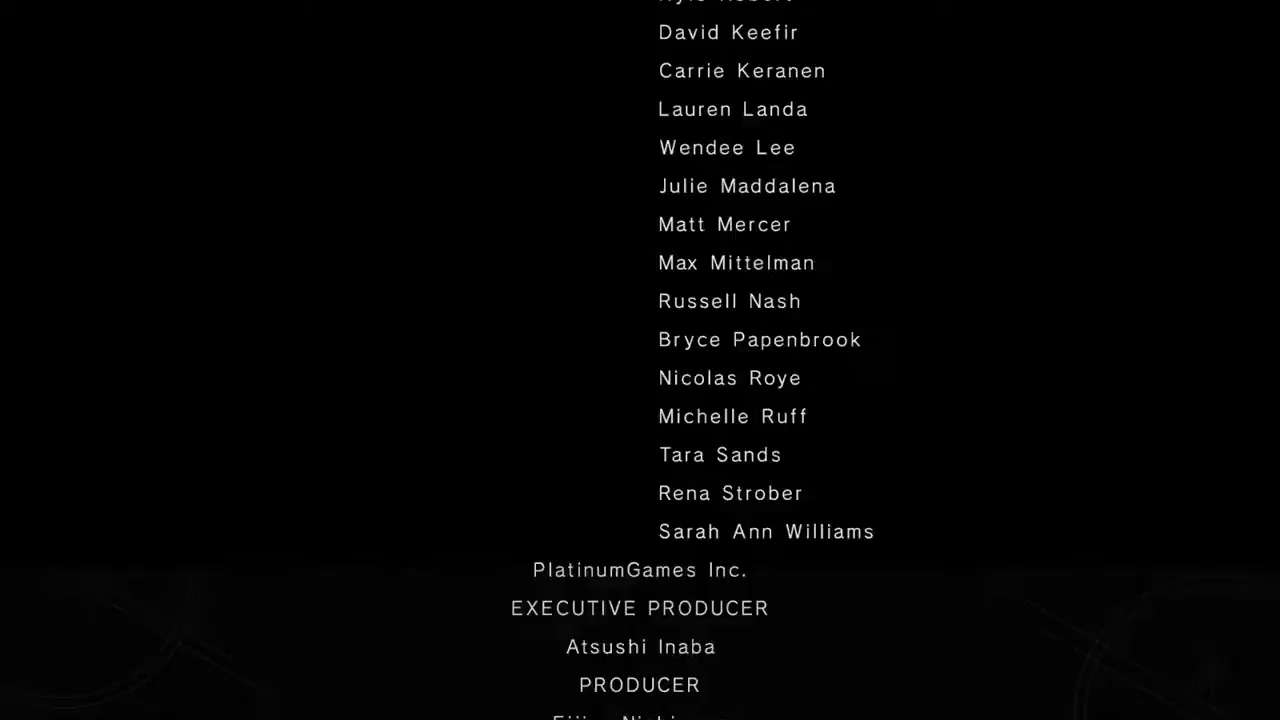 David Keefir
Carrie Keranen
Lauren Landa
Wendee Lee
Julie Maddalena
Matt Mercer
Max Mittelman
Russell Nash
Bryce Papenbrook
Nicolas Roye
Michelle Ruff
Tara Sands
Rena Strober
Sarah Ann Williams
PlatinumGames Inc.
EXECUTIVE PRODUCER
Atsushi Inaba
PRODUCER